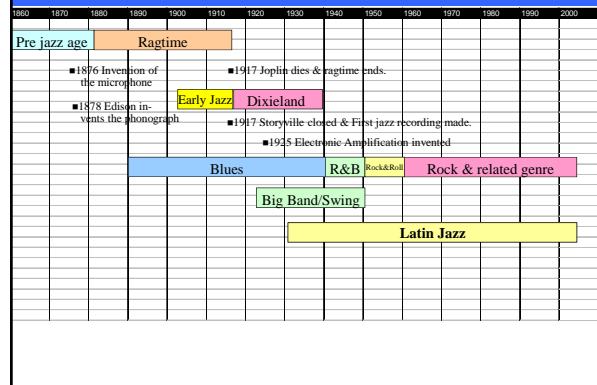 1860 1870 1880 1890 1900 1910 1920 1930 1940 1950 1960 1970 1980 1990 2000
Pre jazz age Ragtime
■1876 Invention of
the microphone
■1917 Joplin dies & ragtime ends.
Early Jazz Dixieland
■1878 Edison in-
vents the phonograph
■1917 Storyville closed & First jazz recording made.
■1925 Electronic Amplification invented
Blues R&B Rock&Roll Rock & related genre
Big Band/Swing
Latin Jazz